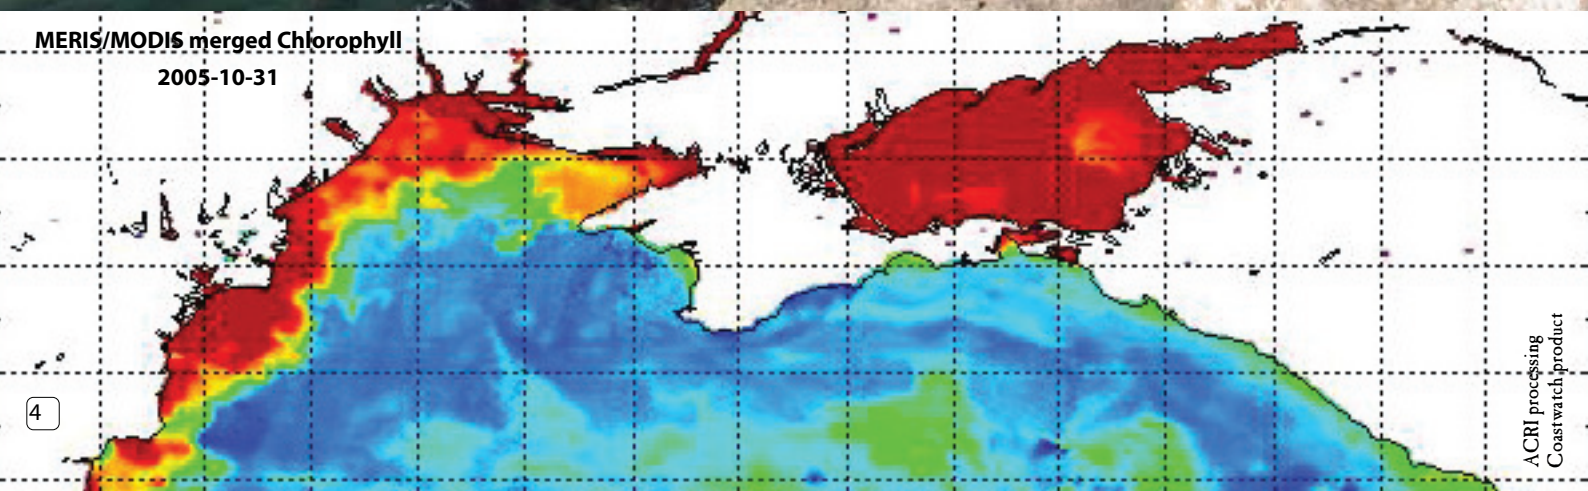 MERIS/MODIS merged Chlorophyll
2005-10-31
4
ACRI processing
Coastwatch product